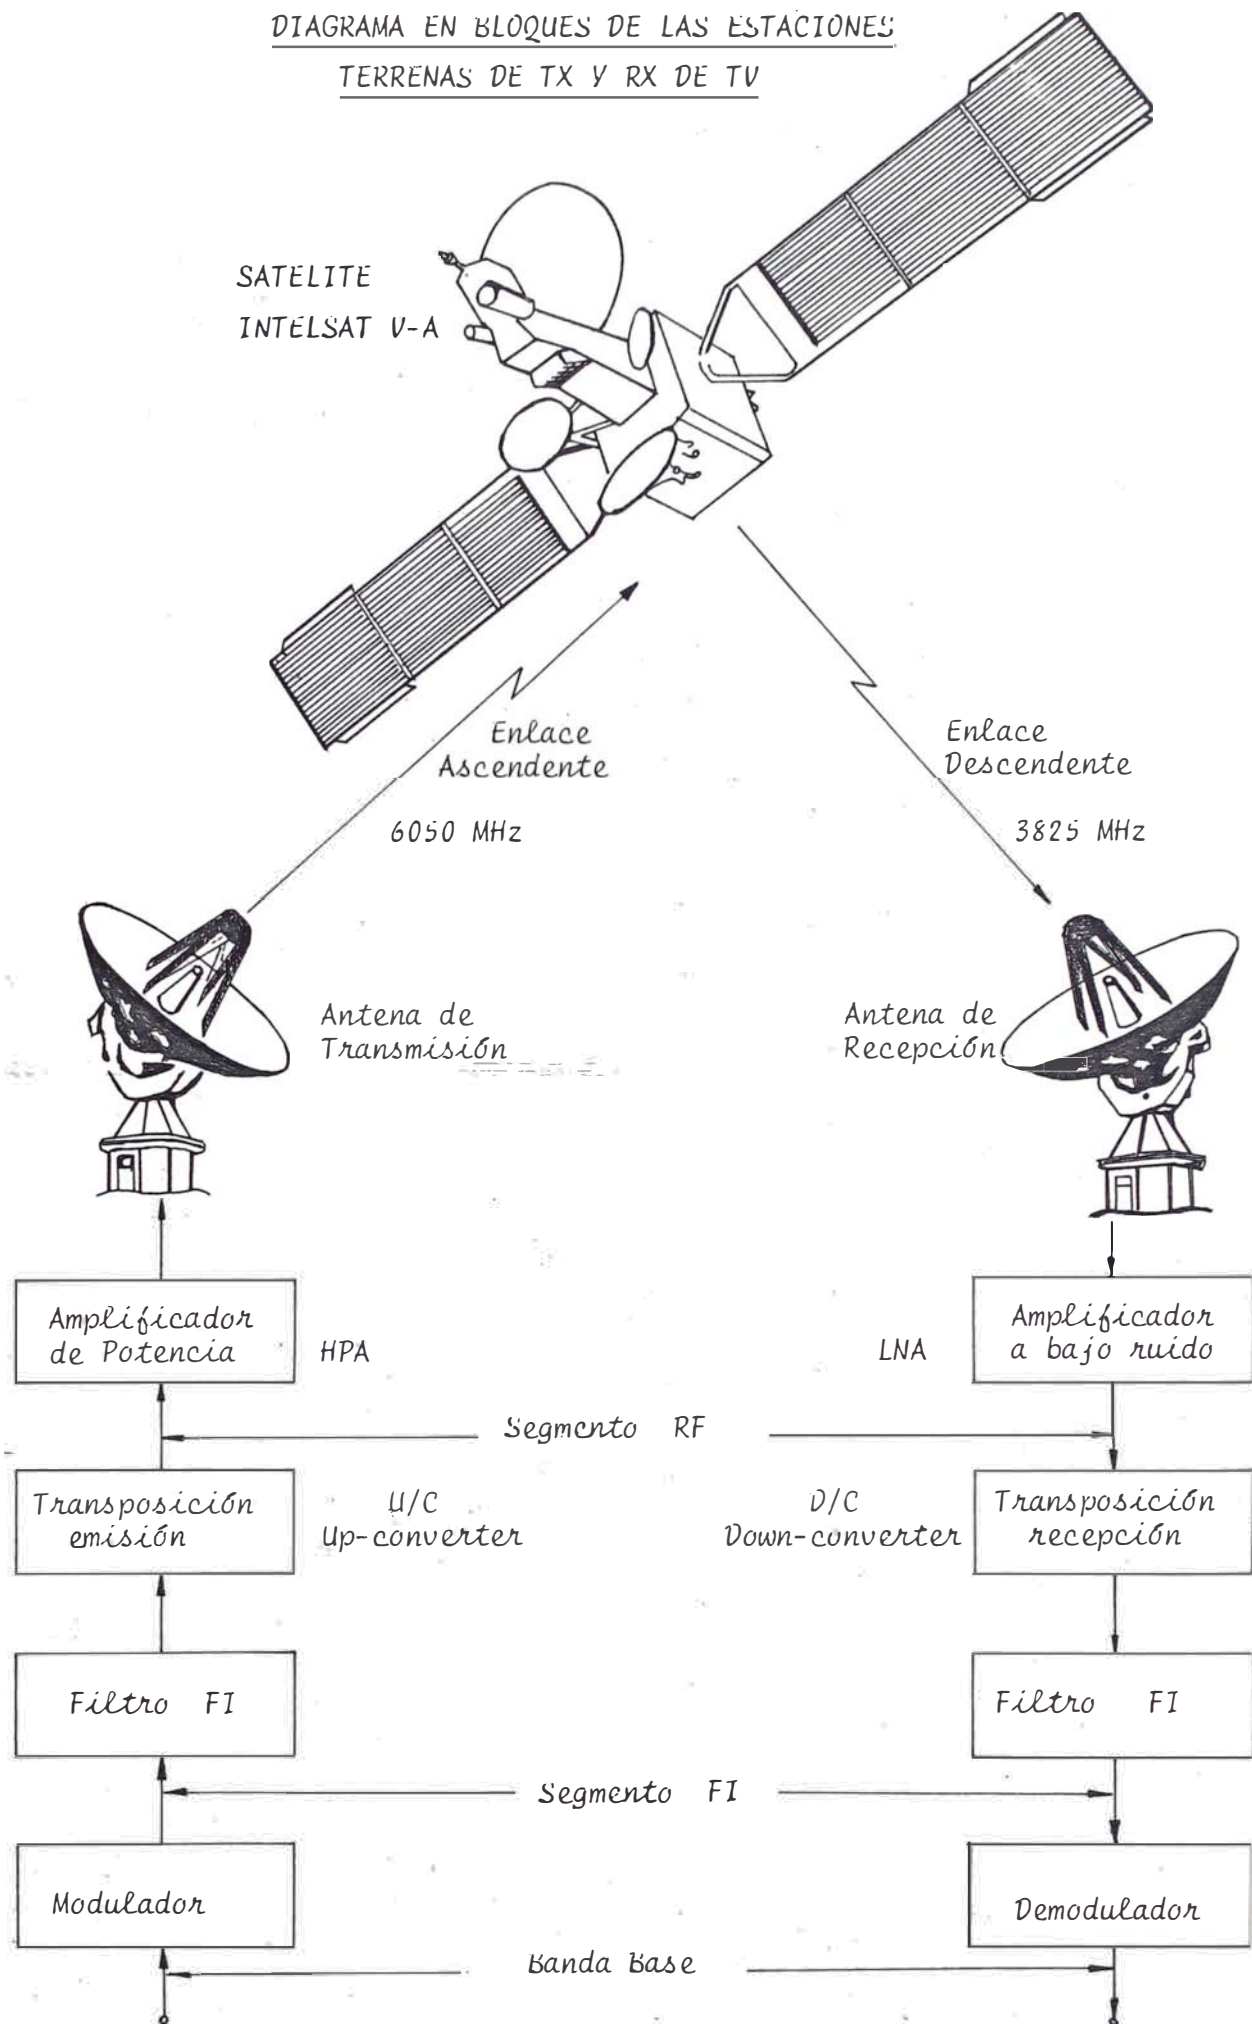 DIAGRAMA EN BLOQUES DE LAS ESTACIONES
TERRENAS DE TX Y RX DE TV
SATELITE
INTELSAT V-A
Enlace
Ascendente
6050 MHz
Enlace
Descendente
3825 MHz
Antena de
Transmisión
Antena de
Recepción
Amplificador
de Potencia
HPA
LNA
Amplificador
a bajo ruido
Segmento RF
Transposición
emisión
U/C
Up-converter
D/C
Down-converter
Transposición
recepción
Filtro FI
Filtro FI
Segmento FI
Modulador
Demodulador
Banda Base